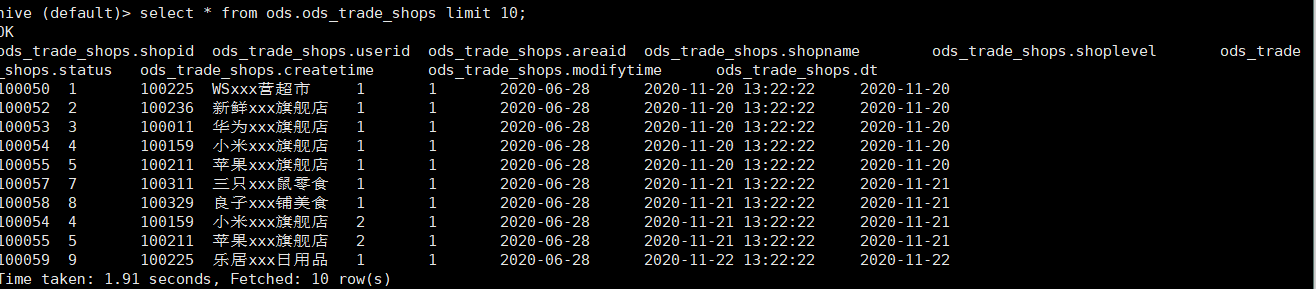 hive (default)> select * from ods.ods_trade_shops limit 10;
OK
ods_trade_shops.shopid ods_trade_shops.userid ods_trade_shops.areaid ods_trade_shops.shopname ods_trade_shops.shoplevel ods_trade
_shops.status ods_trade_shops.createtime ods_trade_shops.modifytime ods_trade_shops.dt
100050 1 100225 WSxxx营超市 1 1 2020-06-28 2020-11-20 13:22:22 2020-11-20
100052 2 100236 新鲜xxx旗舰店 1 1 2020-06-28 2020-11-20 13:22:22 2020-11-20
100053 3 100011 华为xxx旗舰店 1 1 2020-06-28 2020-11-20 13:22:22 2020-11-20
100054 4 100159 小米xxx旗舰店 1 1 2020-06-28 2020-11-20 13:22:22 2020-11-20
100055 5 100211 苹果xxx旗舰店 1 1 2020-06-28 2020-11-20 13:22:22 2020-11-20
100057 7 100311 三只xxx鼠零食 1 1 2020-06-28 2020-11-21 13:22:22 2020-11-21
100058 8 100329 良子xxx铺美食 1 1 2020-06-28 2020-11-21 13:22:22 2020-11-21
100054 4 100159 小米xxx旗舰店 2 1 2020-06-28 2020-11-21 13:22:22 2020-11-21
100055 5 100211 苹果xxx旗舰店 2 1 2020-06-28 2020-11-21 13:22:22 2020-11-21
100059 9 100225 乐居xxx日用品 1 1 2020-06-28 2020-11-22 13:22:22 2020-11-22
Time taken: 1.91 seconds, Fetched: 10 row(s)